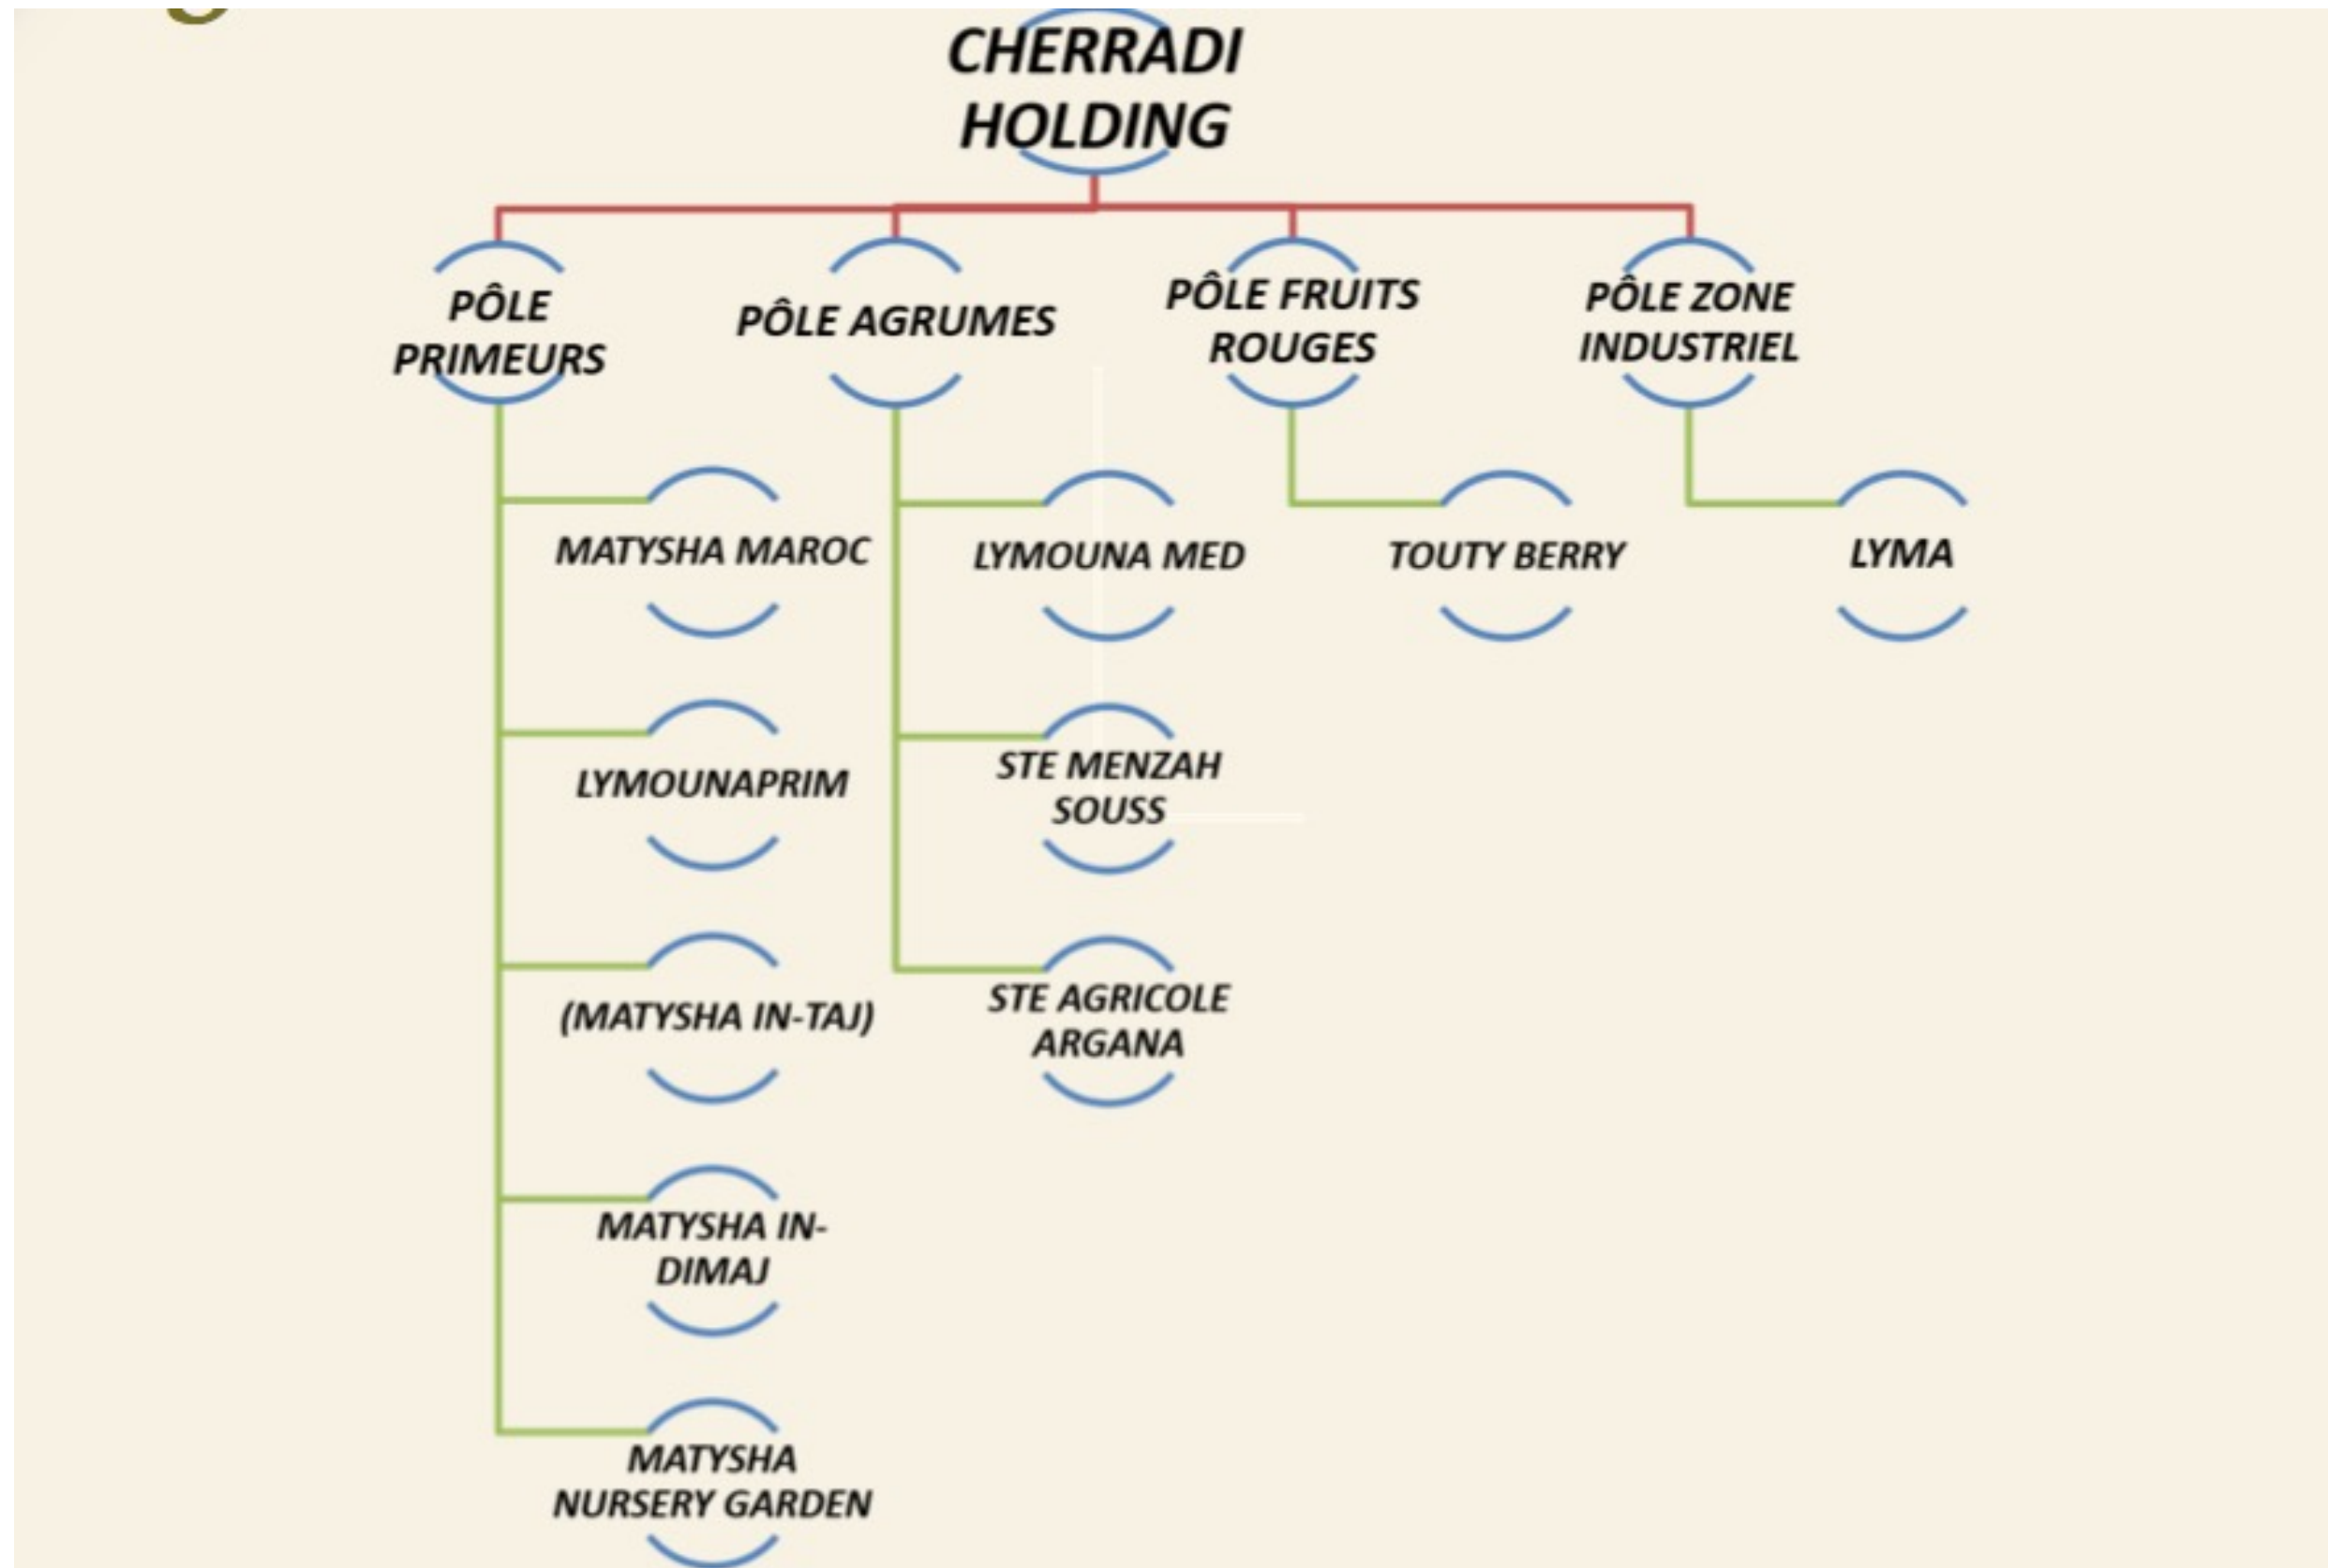 CHERRADI
HOLDING
PÔLE
PRIMEURS
PÔLE AGRUMES
PÔLE FRUITS
ROUGES
PÔLE ZONE
INDUSTRIEL
MATYSHA MAROC
LYMOUNA MED
TOUTY BERRY
LYMA
LYMOUNAPRIM
STE MENZAH
SOUSS
(MATYSHA IN-TAJ)
STE AGRICOLE
ARGANA
MATYSHA IN-
DIMAJ
MATYSHA
NURSERY GARDEN